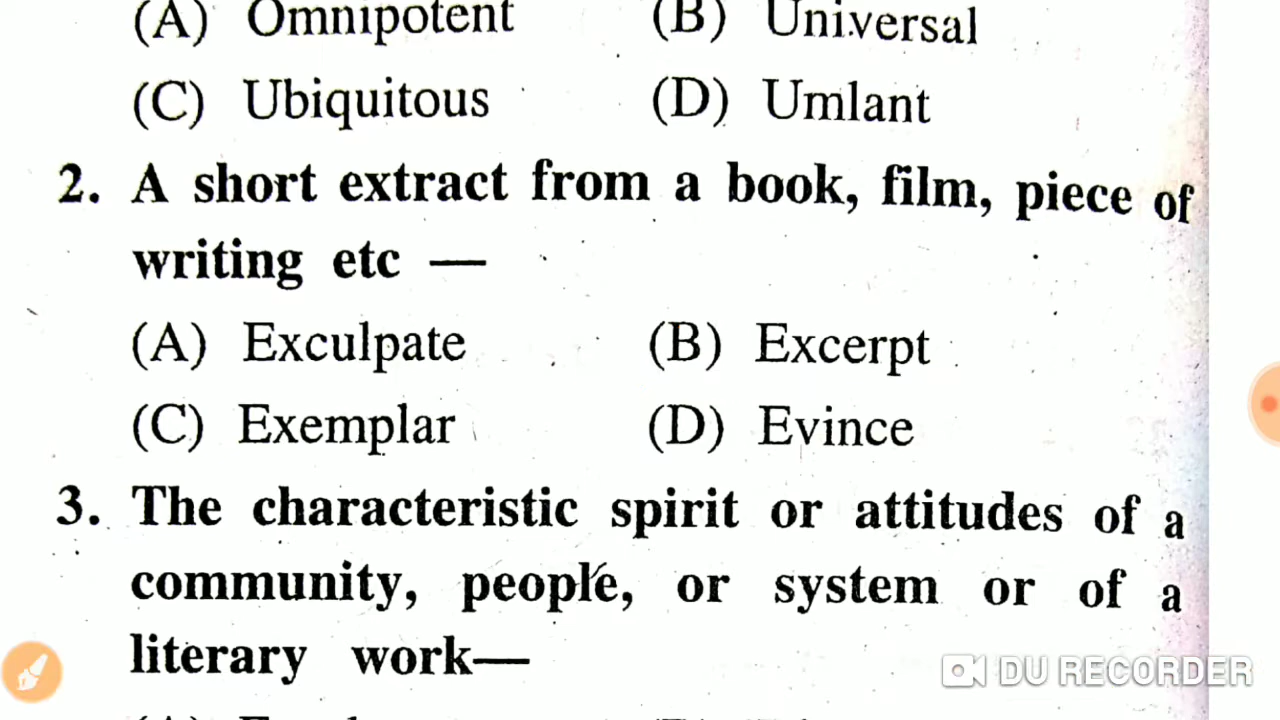 (A) Omnipotent (B) Universal
(C) Ubiquitous (D) Umlant
2. A short extract from a book, film, piece of
writing etc —
(A) Exculpate (B) Excerpt
(C) Exemplar (D) Evince
3. The characteristic spirit or attitudes of a
community, people, or system or of a
literary work—
DU RECORDER